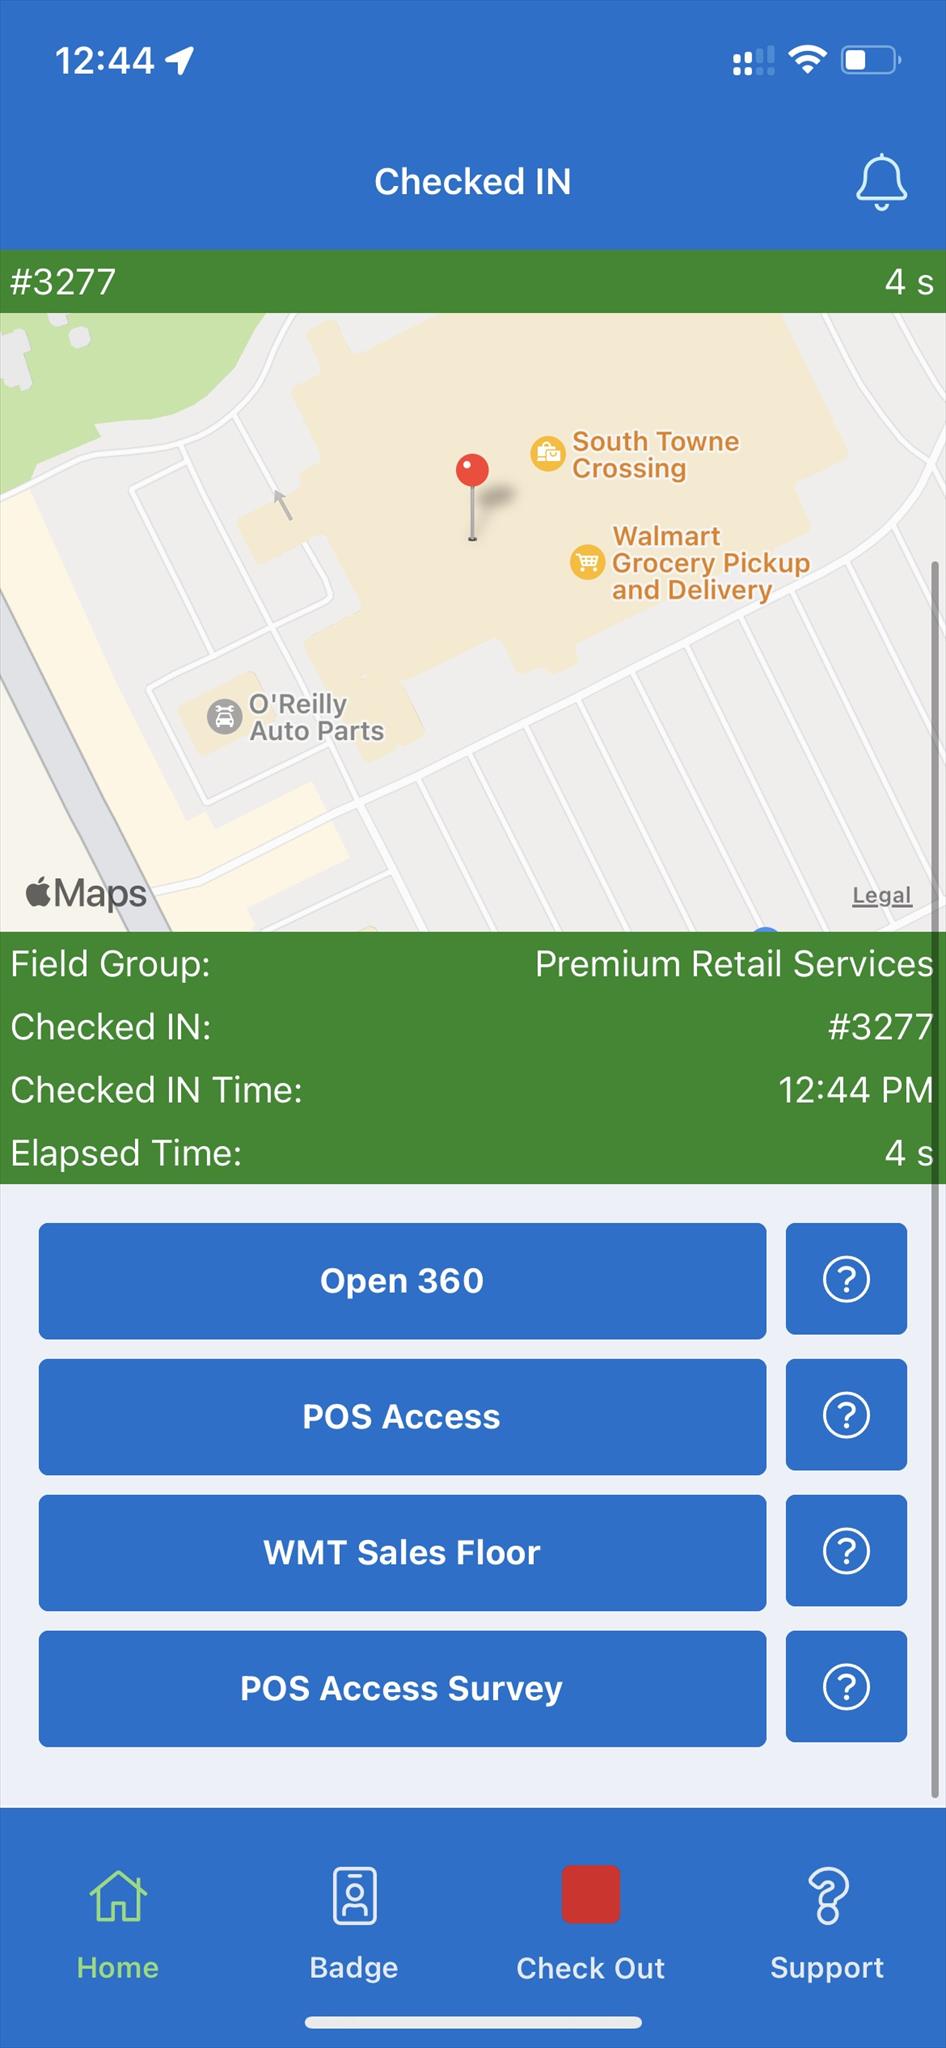 12:44
Checked IN
#3277 4 s
South Towne
Crossing
Walmart
Grocery Pickup
and Delivery
O'Reilly
Auto Parts
Maps
Legal
Field Group: Premium Retail Services
Checked IN: #3277
Checked IN Time: 12:44 PM
Elapsed Time: 4 s
Open 360
POS Access
WMT Sales Floor
POS Access Survey
Home Badge Check Out Support